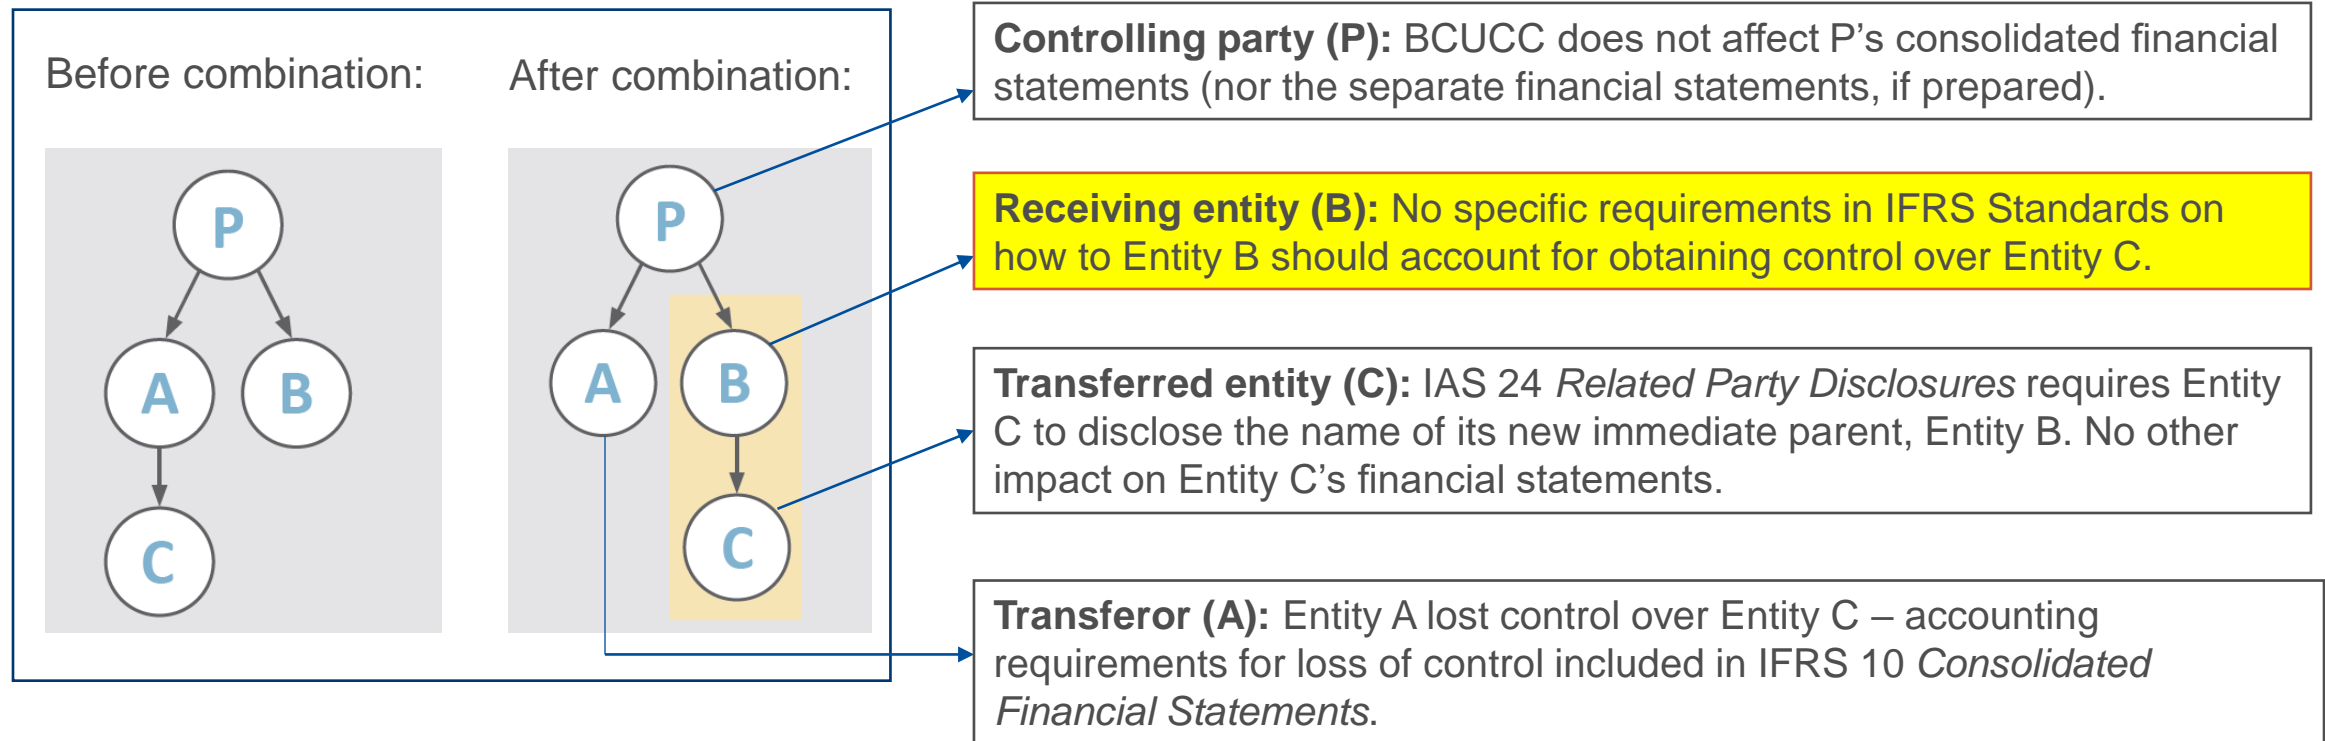 Before combination:
P
A
B
C
After combination:
P
A
B
C
Controlling party (P): BCUCC does not affect P’s consolidated financial
statements (nor the separate financial statements, if prepared).
Receiving entity (B): No specific requirements in IFRS Standards on
how to Entity B should account for obtaining control over Entity C.
Transferred entity (C): IAS 24 Related Party Disclosures requires Entity
C to disclose the name of its new immediate parent, Entity B. No other
impact on Entity C’s financial statements.
Transferor (A): Entity A lost control over Entity C – accounting
requirements for loss of control included in IFRS 10 Consolidated
Financial Statements.